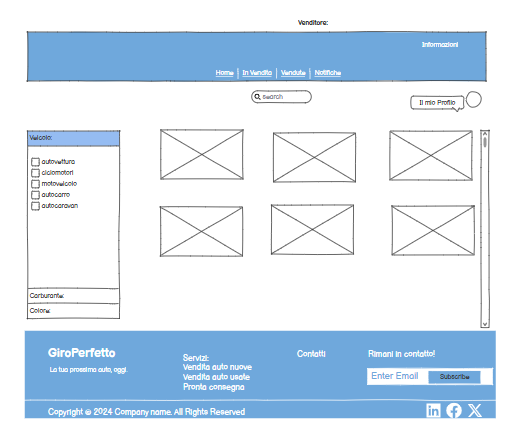 Venditore:
Informazioni
Home | In Vendita | Vendute | Notifiche
Search
Il mio Profilo
Veicolo:
autovettura
ciclomotori
motoveicolo
autocarro
autocaravan
Carburante:
Colore:
GiroPerfetto
La tua prossima auto, oggi.
Servizi:
Vendita auto nuove
Vendita auto usate
Pronta consegna
Contatti
Rimani in contatto!
Enter Email
Subscribe
Copyright © 2024 Company name. All Rights Reserved